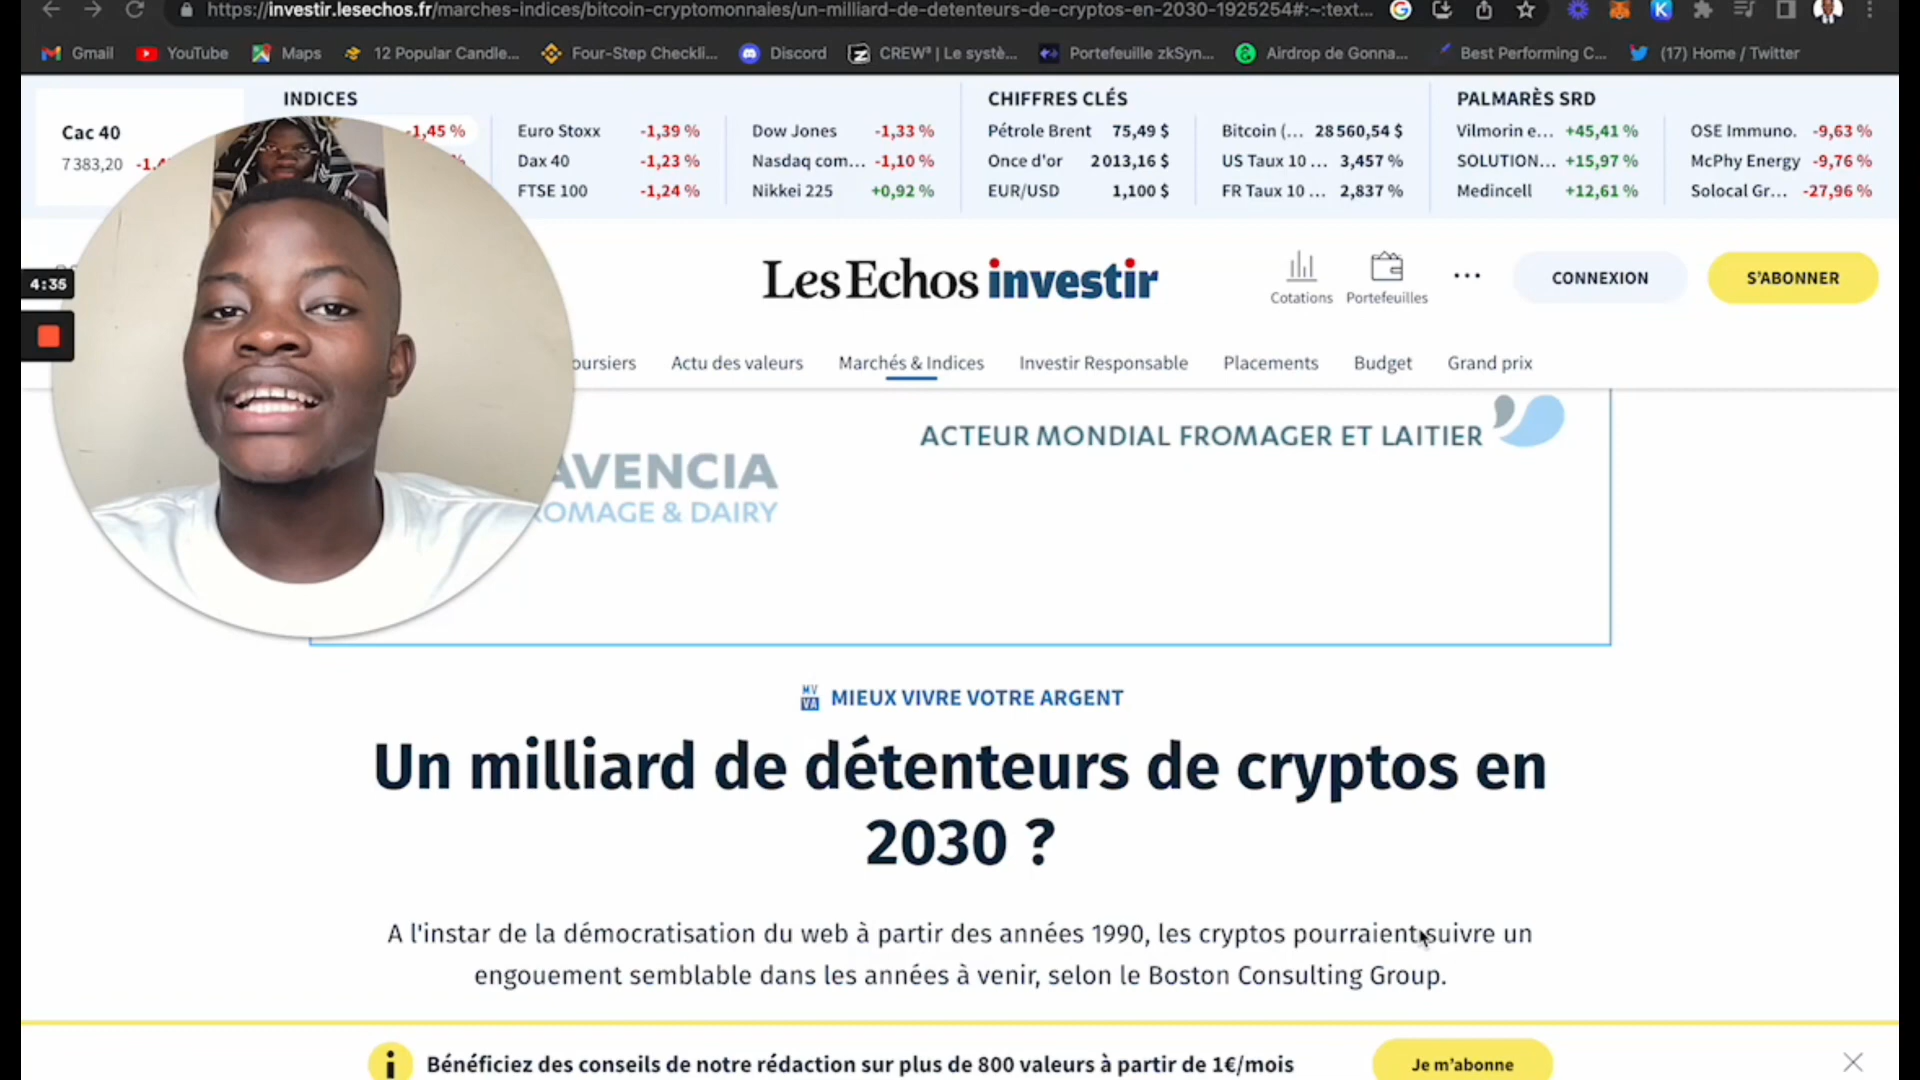 https://investir.lesechos.fr/marches-indices/bitcoin-cryptomonnaies/un-milliard-de-detenteurs-de-cryptos-en-2030-1925254#:~:text...
Gmail YouTube Maps 12 Popular Candle... Four-Step Checkli... Discord CREW³ | Le systè... Portefeuille zkSyn... Airdrop de Gonna... Best Performing C... (17) Home / Twitter
INDICES CHIFFRES CLÉS PALMARÈS SRD
Cac 40 -1,45 % Euro Stoxx -1,39 % Dow Jones -1,33 % Pétrole Brent 75,49 $ Bitcoin (... 28 560,54 $ Vilmorin e... +45,41 % OSE Immuno. -9,63 %
7 383,20 Dax 40 -1,23 % Nasdaq com... -1,10 % Once d'or 2 013,16 $ US Taux 10 ... 3,457 % SOLUTION... +15,97 % McPhy Energy -9,76 %
FTSE 100 -1,24 % Nikkei 225 +0,92 % EUR/USD 1,100 $ FR Taux 10 ... 2,837 % Medincell +12,61 % Solocal Gr... -27,96 %
4:35
Les Echos investir Cotations Portefeuilles ... CONNEXION S'ABONNER
oursiers Actu des valeurs Marchés & Indices Investir Responsable Placements Budget Grand prix
ACTEUR MONDIAL FROMAGER ET LAITIER
AVENCIA
OMAGE & DAIRY
MV VA MIEUX VIVRE VOTRE ARGENT
Un milliard de détenteurs de cryptos en
2030 ?
A l'instar de la démocratisation du web à partir des années 1990, les cryptos pourraient suivre un
engouement semblable dans les années à venir, selon le Boston Consulting Group.
i Bénéficiez des conseils de notre rédaction sur plus de 800 valeurs à partir de 1€/mois Je m'abonne